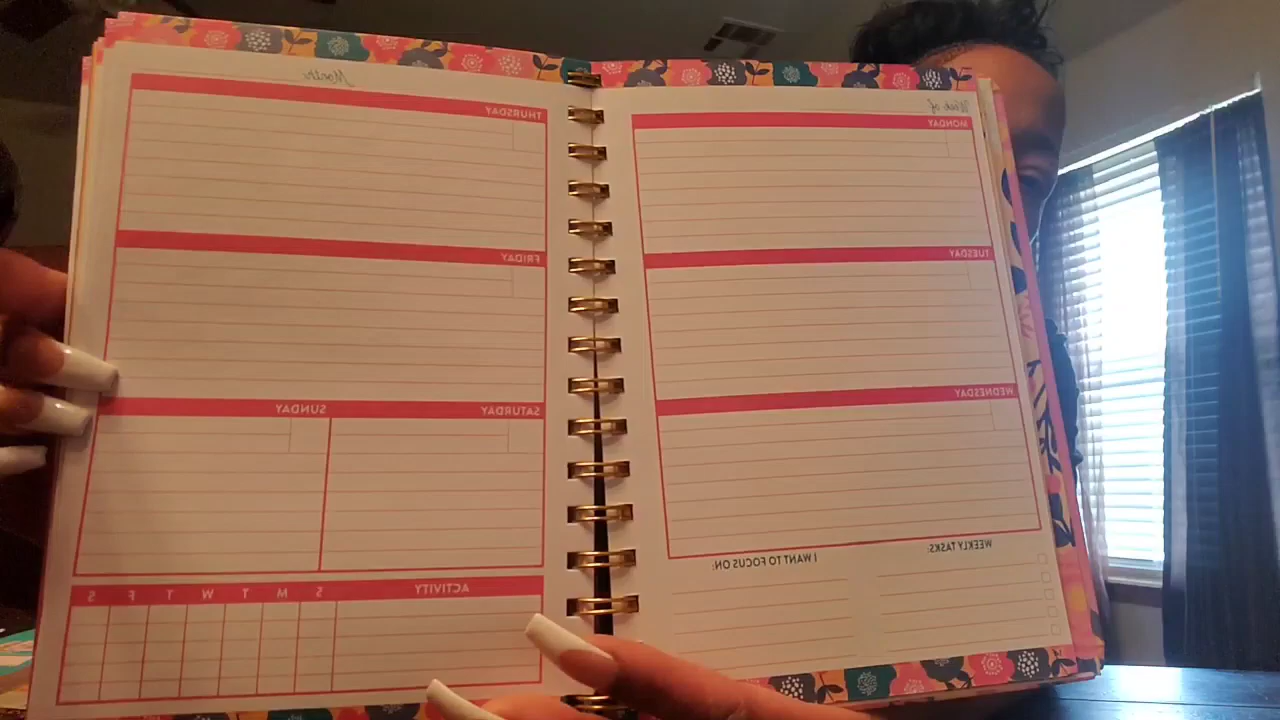 Week of:
MONDAY
TUESDAY
WEDNESDAY
WEEKLY TASKS:
I WANT TO FOCUS ON:
Month:
THURSDAY
FRIDAY
SATURDAY
SUNDAY
ACTIVITY S M T W T F S